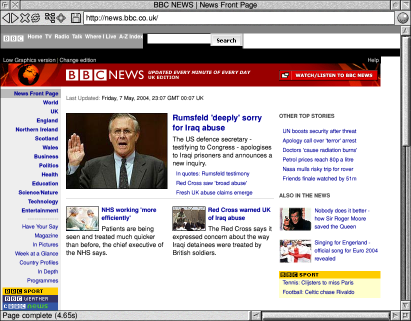 BBC NEWS | News Front Page
http://news.bbc.co.uk/
BBC Home TV Radio Talk Where I Live A-Z Index
Search
Low Graphics version | Change edition
Help
BBC NEWS UPDATED EVERY MINUTE OF EVERY DAY
UK EDITION
WATCH/LISTEN TO BBC NEWS
News Front Page
World
UK
England
Northern Ireland
Scotland
Wales
Business
Politics
Health
Education
Science/Nature
Technology
Entertainment
Have Your Say
Magazine
In Pictures
Week at a Glance
Country Profiles
In Depth
Programmes
BBC SPORT
BBC WEATHER
CBBC NEWS
Last Updated: Friday, 7 May, 2004, 23:07 GMT 00:07 UK
Rumsfeld 'deeply' sorry
for Iraq abuse
The US defence secretary -
testifying to Congress - apologises
to Iraqi prisoners and announces a
new inquiry.
In quotes: Rumsfeld testimony
Red Cross saw 'broad abuse'
Fresh UK abuse claims emerge
NHS working 'more
efficiently'
Patients are being
seen and treated much quicker
than before, the chief executive of
the NHS says.
Red Cross warned UK
of Iraq abuse
The Red Cross says it
expressed concern about the way
Iraqi detainees were treated by
British soldiers.
OTHER TOP STORIES
UN boosts security after threat
Apology call over 'terror' arrest
Doctors 'cause radiation burns'
Petrol prices reach 80p a litre
Nasa mulls risky trip for rover
Friends finale watched by 51m
ALSO IN THE NEWS
Nobody does it better -
how Sir Roger Moore
saved the Queen
Singing for Engerland -
official song for Euro 2004
revealed
BBC SPORT
Tennis: Clijsters to miss Paris
Football: Celtic chase Rivaldo
Page complete (4.65s)